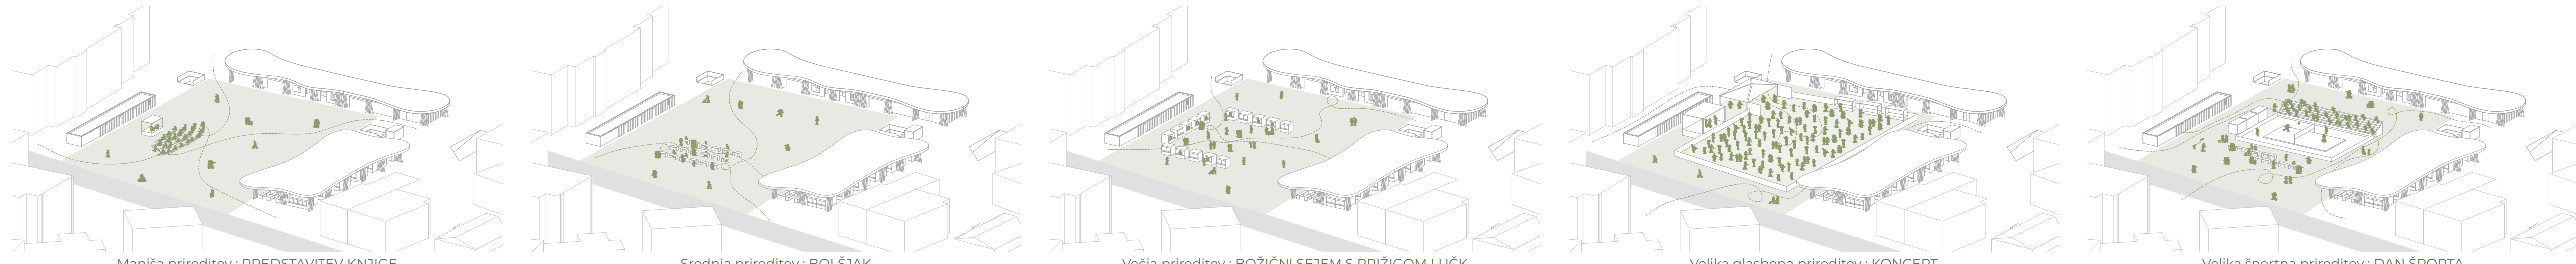 Manjša prireditev : PREDSTAVITEV KNJIGE
Srednja prireditev : BOLŠJAK
Večja prireditev : BOŽIČNI SEJEM S PRIŽIGOM LUČK
Velika glasbena prireditev : KONCERT
Velika športna prireditev : DAN ŠPORTA